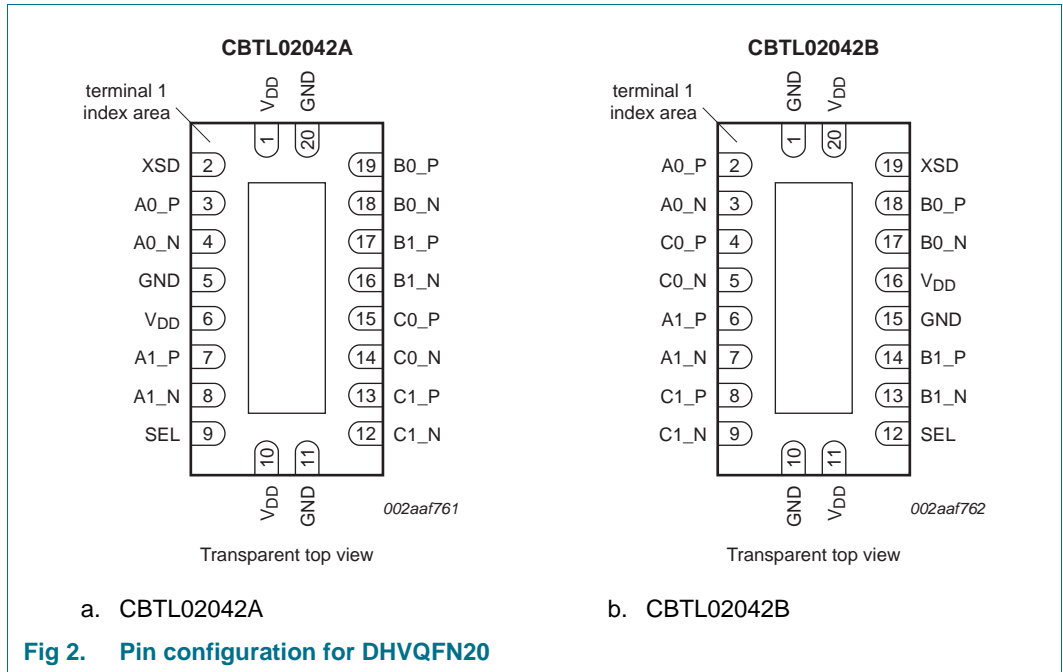 CBTL02042A
terminal 1
index area
VDD
GND
1
20
XSD 2
19 B0_P
A0_P 3
18 B0_N
A0_N 4
17 B1_P
GND 5
16 B1_N
VDD 6
15 C0_P
A1_P 7
14 C0_N
A1_N 8
13 C1_P
SEL 9
12 C1_N
10
11
VDD
GND
002aaf761
Transparent top view
a. CBTL02042A
CBTL02042B
terminal 1
index area
GND
VDD
1
20
A0_P 2
19 XSD
A0_N 3
18 B0_P
C0_P 4
17 B0_N
C0_N 5
16 VDD
A1_P 6
15 GND
A1_N 7
14 B1_P
C1_P 8
13 B1_N
C1_N 9
12 SEL
10
11
GND
VDD
002aaf762
Transparent top view
b. CBTL02042B
Fig 2. Pin configuration for DHVQFN20